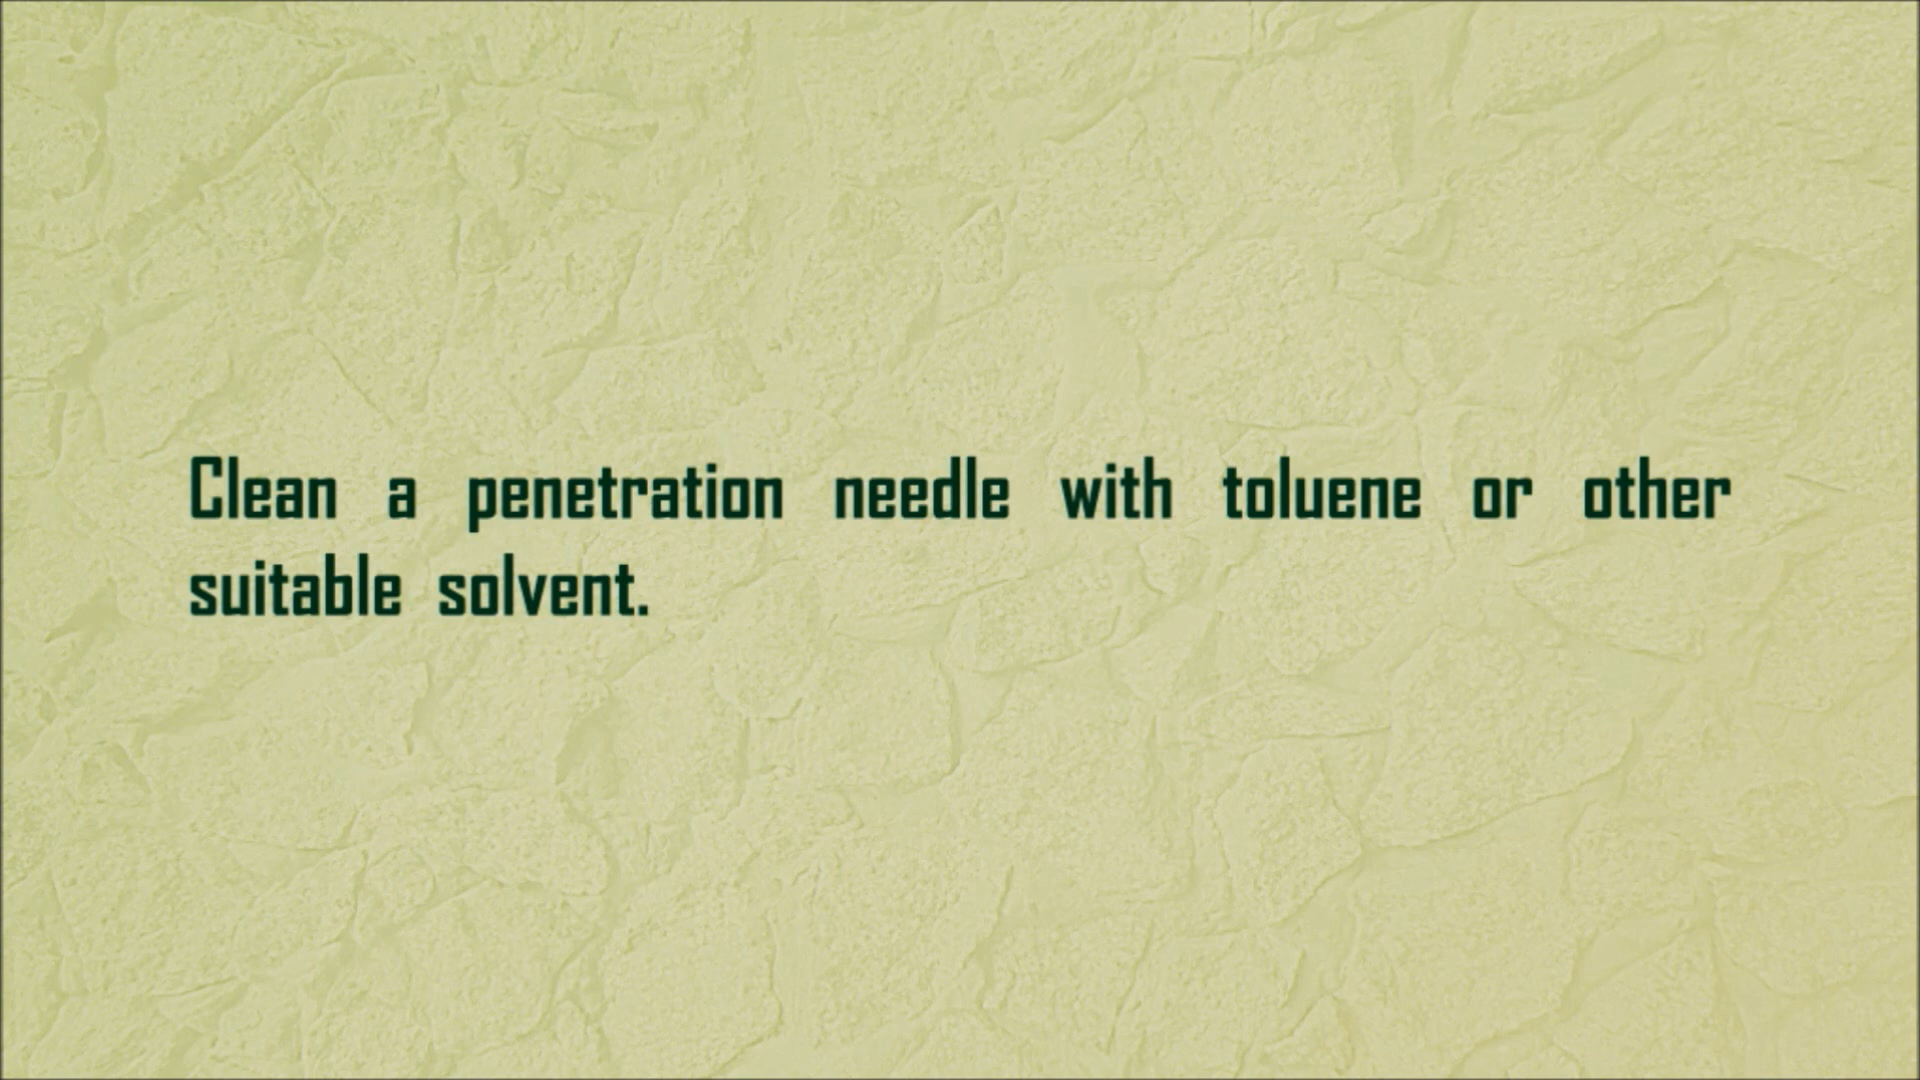 Clean a penetration needle with toluene or other
suitable solvent.